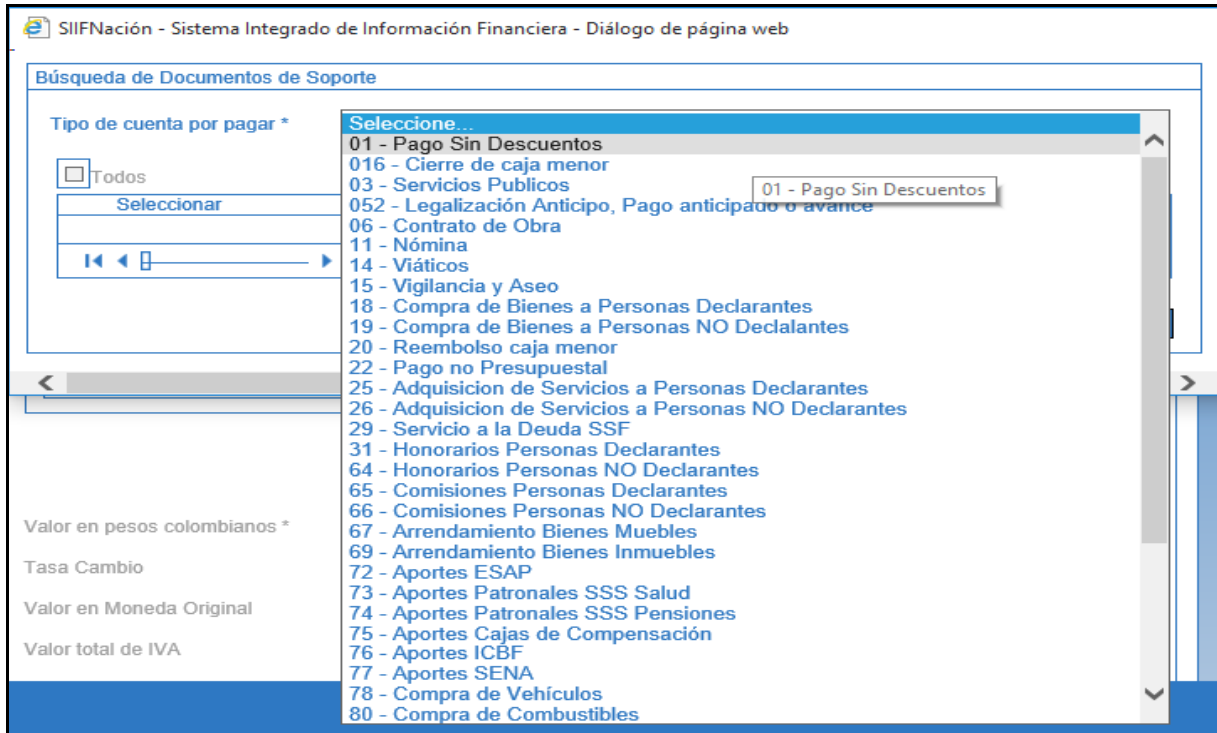 SIIFNación - Sistema Integrado de Información Financiera - Diálogo de página web
Búsqueda de Documentos de Soporte
Tipo de cuenta por pagar *
Seleccione...
01 - Pago Sin Descuentos
016 - Cierre de caja menor
Todos
03 - Servicios Publicos
01 - Pago Sin Descuentos
Seleccionar
052 - Legalización Anticipo, Pago anticipado o avance
06 - Contrato de Obra
11 - Nómina
14 - Viáticos
15 - Vigilancia y Aseo
18 - Compra de Bienes a Personas Declarantes
19 - Compra de Bienes a Personas NO Declalantes
20 - Reembolso caja menor
22 - Pago no Presupuestal
25 - Adquisicion de Servicios a Personas Declarantes
26 - Adquisicion de Servicios a Personas NO Declarantes
29 - Servicio a la Deuda SSF
31 - Honorarios Personas Declarantes
64 - Honorarios Personas NO Declarantes
65 - Comisiones Personas Declarantes
66 - Comisiones Personas NO Declarantes
67 - Arrendamiento Bienes Muebles
69 - Arrendamiento Bienes Inmuebles
72 - Aportes ESAP
73 - Aportes Patronales SSS Salud
74 - Aportes Patronales SSS Pensiones
75 - Aportes Cajas de Compensación
76 - Aportes ICBF
77 - Aportes SENA
78 - Compra de Vehículos
80 - Compra de Combustibles
Valor en pesos colombianos *
Tasa Cambio
Valor en Moneda Original
Valor total de IVA